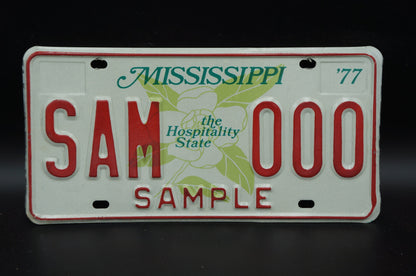 MISSISSIPPI '77
the
Hospitality
State
SAM 000
SAMPLE